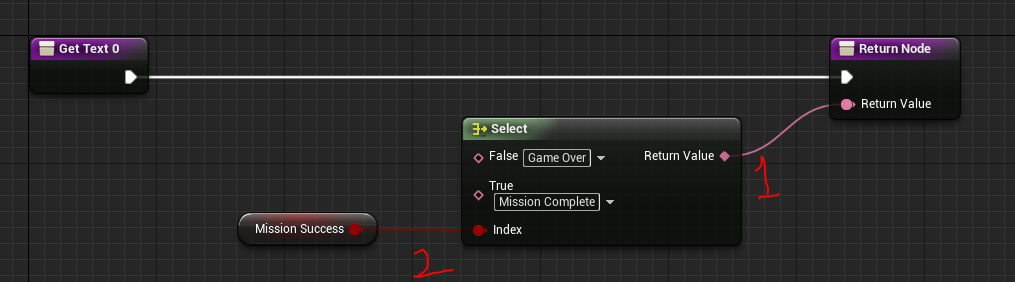 Get Text 0
Return Node
Return Value
Select
False Game Over
Return Value
1
True
Mission Complete
Mission Success
Index
2